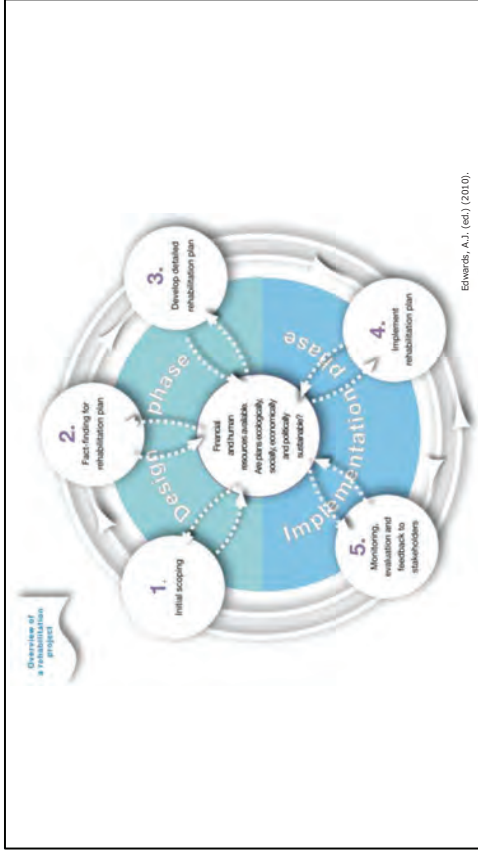 Overview of
a rehabilitation
project
1.
Initial scoping
2.
Fact-finding for
rehabilitation plan
3.
Develop detailed
rehabilitation plan
Design phase
Financial
and human
resources available.
Are plans ecologically,
socially, economically
and politically
sustainable?
Implementation phase
4.
Implement
rehabilitation plan
5.
Monitoring,
evaluation and
feedback to
stakeholders
Edwards, A.J. (ed.) (2010).